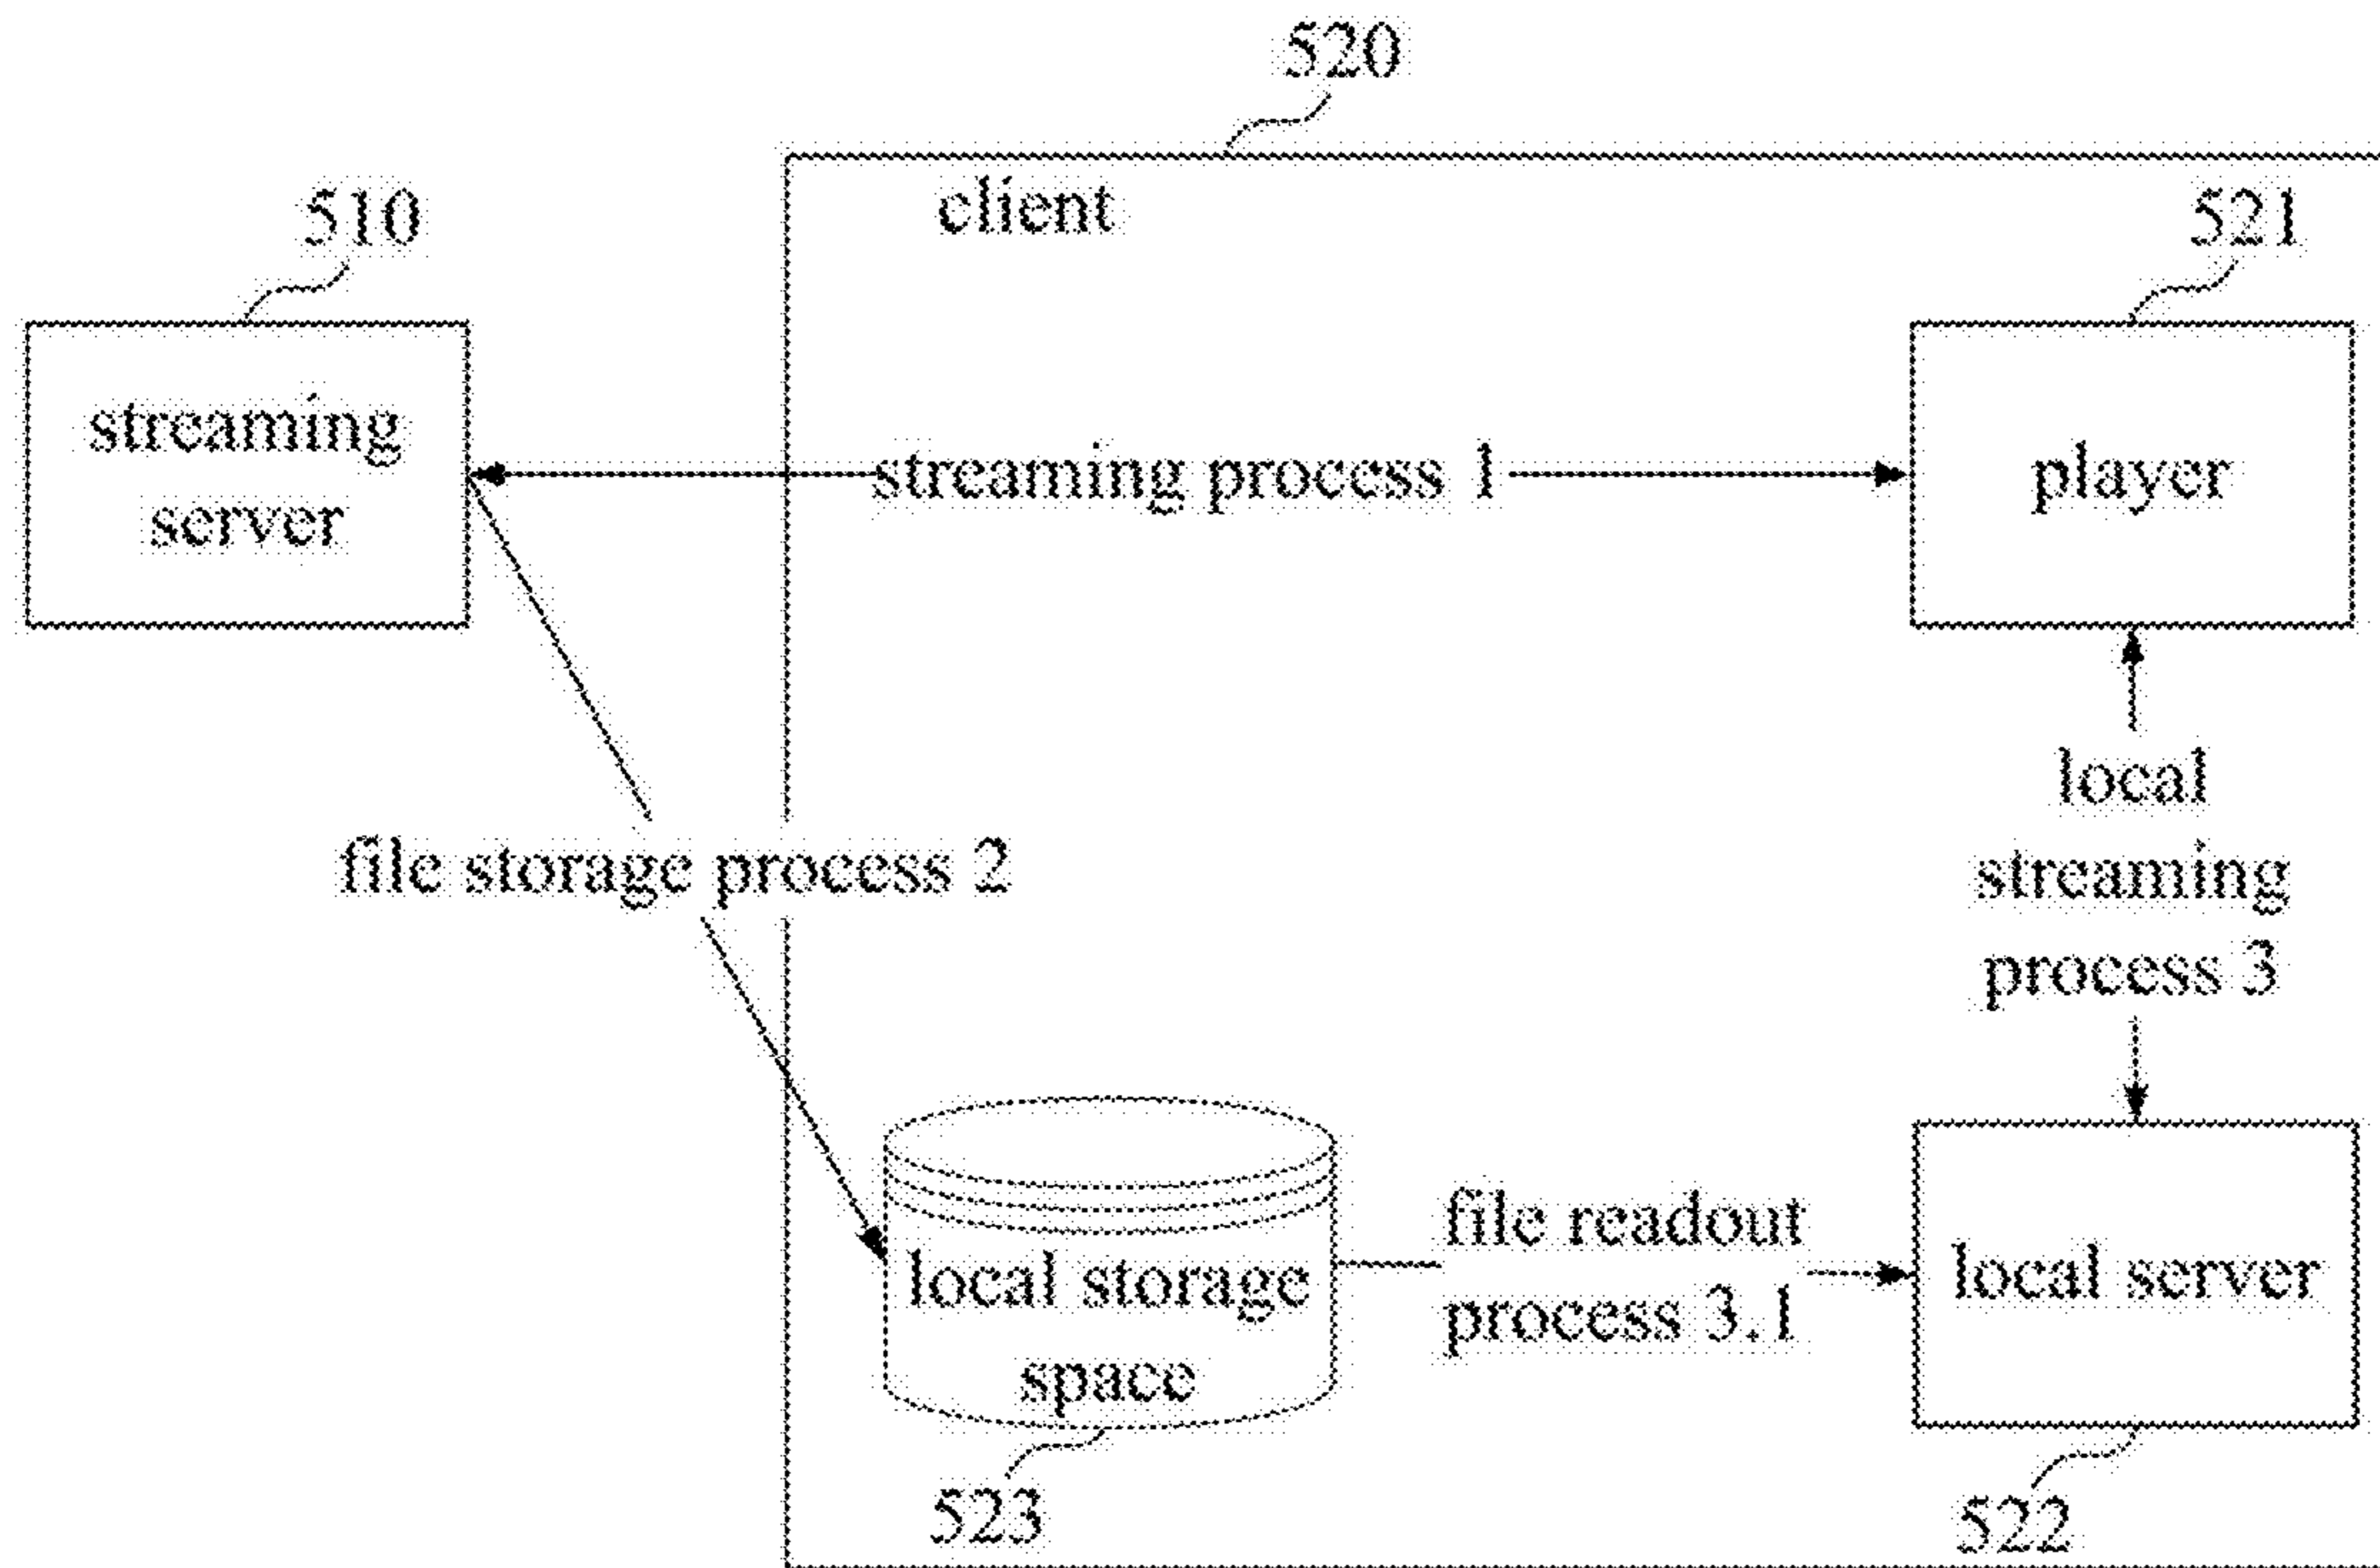 520
client
510
521
streaming
server
streaming process 1
player
local
streaming
process 3
file storage process 2
file readout
process 3.1
local storage
space
local server
523
522